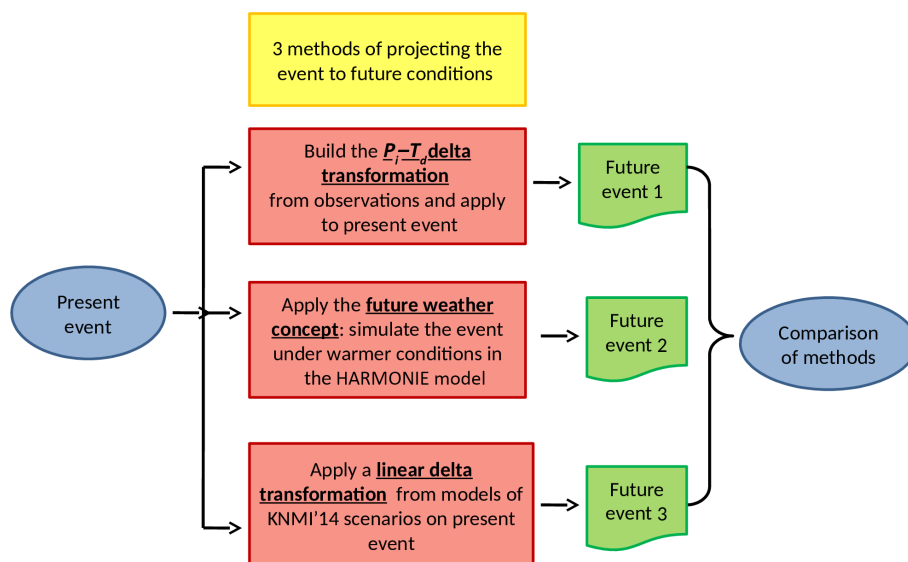 3 methods of projecting the
event to future conditions
Build the Pi–Td delta
transformation
from observations and apply
to present event
Future
event 1
Present
event
Apply the future weather
concept: simulate the event
under warmer conditions in
the HARMONIE model
Future
event 2
Comparison
of methods
Apply a linear delta
transformation from models of
KNMI’14 scenarios on present
event
Future
event 3